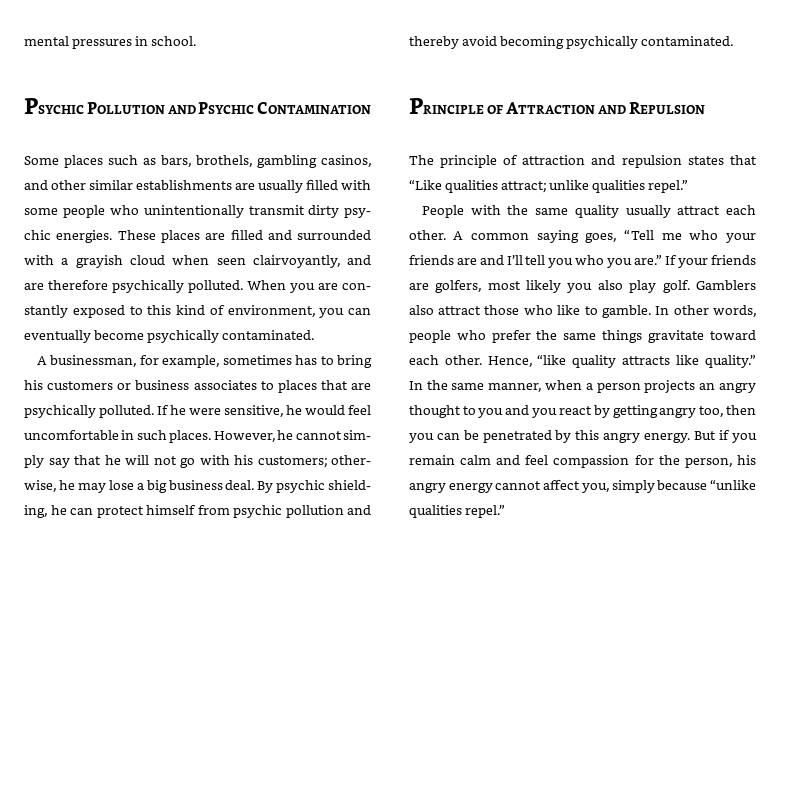 mental pressures in school.
Psychic Pollution and Psychic Contamination
Some places such as bars, brothels, gambling casinos,
and other similar establishments are usually filled with
some people who unintentionally transmit dirty psy-
chic energies. These places are filled and surrounded
with a grayish cloud when seen clairvoyantly, and
are therefore psychically polluted. When you are con-
stantly exposed to this kind of environment, you can
eventually become psychically contaminated.
A businessman, for example, sometimes has to bring
his customers or business associates to places that are
psychically polluted. If he were sensitive, he would feel
uncomfortable in such places. However, he cannot sim-
ply say that he will not go with his customers; other-
wise, he may lose a big business deal. By psychic shield-
ing, he can protect himself from psychic pollution and
thereby avoid becoming psychically contaminated.
Principle of Attraction and Repulsion
The principle of attraction and repulsion states that
“Like qualities attract; unlike qualities repel.”
People with the same quality usually attract each
other. A common saying goes, “Tell me who your
friends are and I’ll tell you who you are.” If your friends
are golfers, most likely you also play golf. Gamblers
also attract those who like to gamble. In other words,
people who prefer the same things gravitate toward
each other. Hence, “like quality attracts like quality.”
In the same manner, when a person projects an angry
thought to you and you react by getting angry too, then
you can be penetrated by this angry energy. But if you
remain calm and feel compassion for the person, his
angry energy cannot affect you, simply because “unlike
qualities repel.”